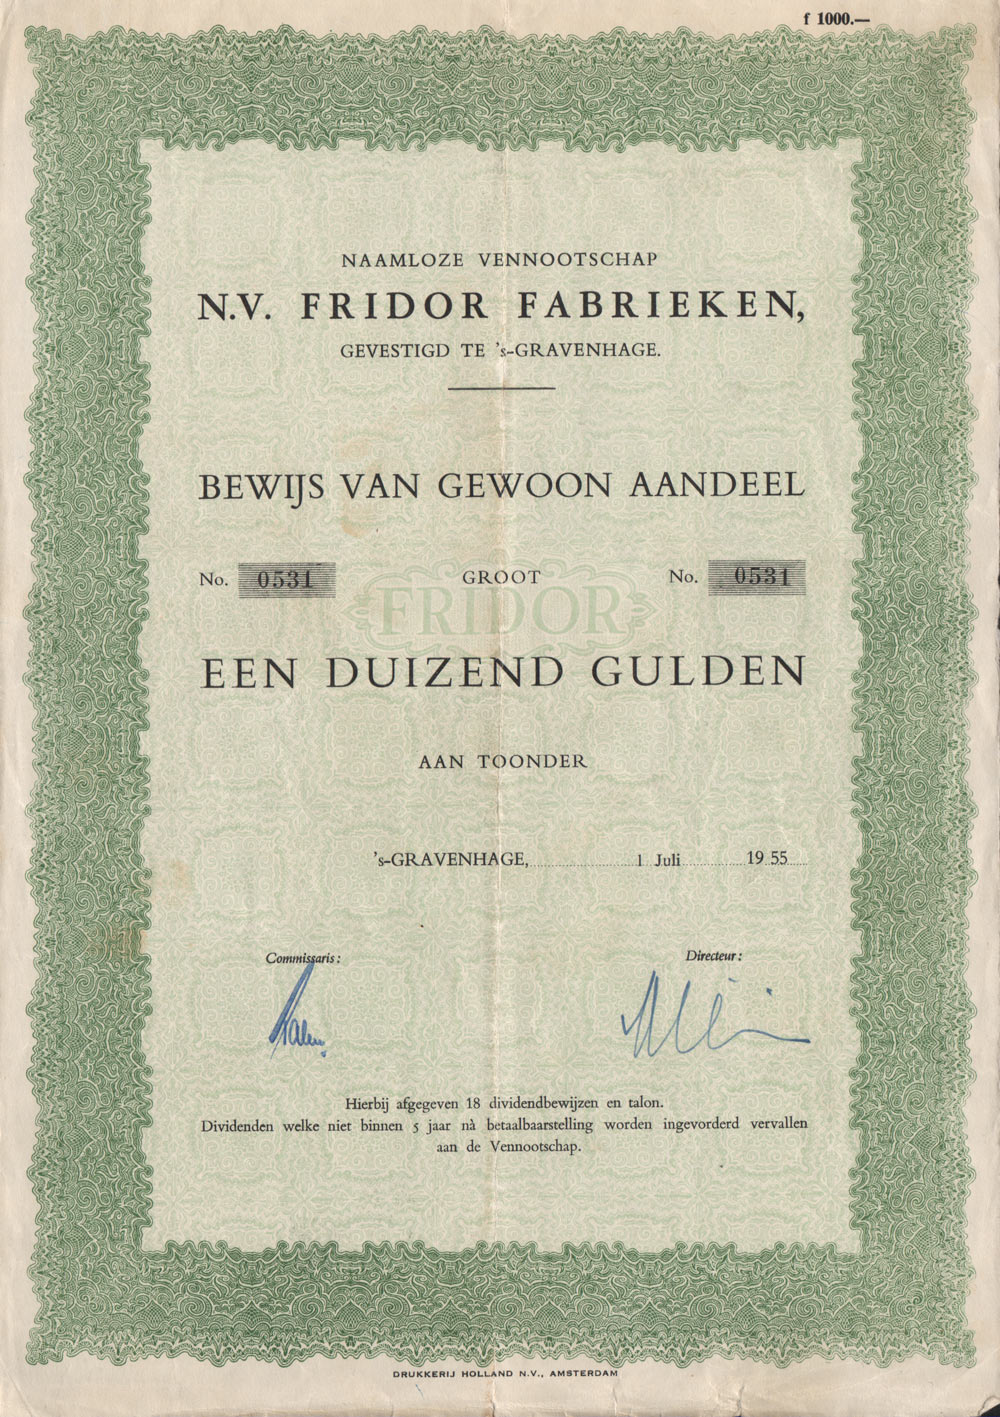 f 1000.—
NAAMLOZE VENNOOTSCHAP
N.V. FRIDOR FABRIEKEN,
GEVESTIGD TE 's-GRAVENHAGE.
BEWIJS VAN GEWOON AANDEEL
No. 0531 GROOT No. 0531
FRIDOR
EEN DUIZEND GULDEN
AAN TOONDER
's-GRAVENHAGE, 1 Juli 19 55
Commissaris: Directeur:
Hierbij afgegeven 18 dividendbewijzen en talon.
Dividenden welke niet binnen 5 jaar nà betaalbaarstelling worden ingevorderd vervallen
aan de Vennootschap.
DRUKKERIJ HOLLAND N.V., AMSTERDAM